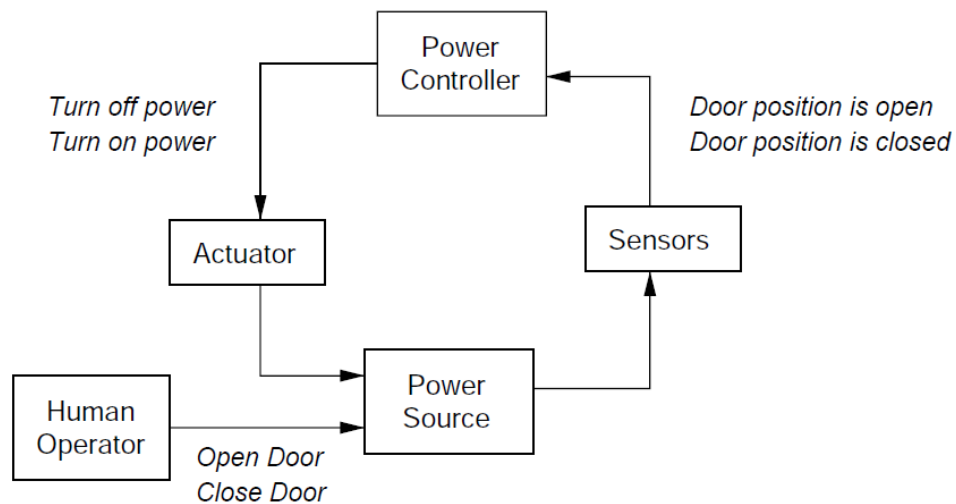 Power
Controller
Turn off power
Turn on power
Door position is open
Door position is closed
Actuator
Sensors
Human
Operator
Power
Source
Open Door
Close Door